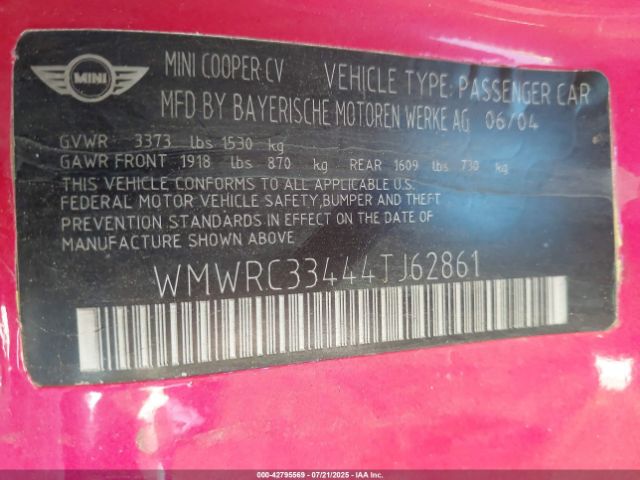 MINI
MINI COOPER CV VEHICLE TYPE: PASSENGER CAR
MFD BY BAYERISCHE MOTOREN WERKE AG 06/04
GVWR 3373 lbs 1530 kg
GAWR FRONT 1918 lbs 870 kg REAR 1609 lbs 730 kg
THIS VEHICLE CONFORMS TO ALL APPLICABLE U.S.
FEDERAL MOTOR VEHICLE SAFETY,BUMPER AND THEFT
PREVENTION STANDARDS IN EFFECT ON THE DATE OF
MANUFACTURE SHOWN ABOVE.
WMWRC33444TJ62861
000-42795569 07/21/2025 IAAI.COM